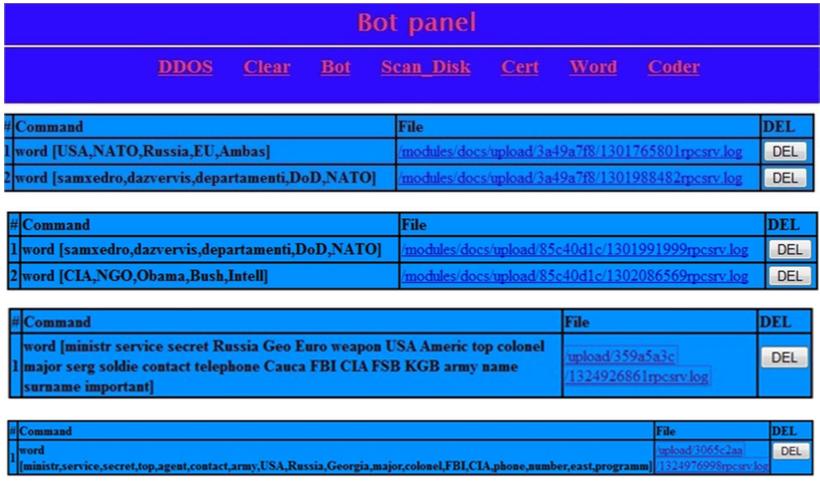 Bot panel
DDOS Clear Bot Scan_Disk Cert Word Coder
# Command File DEL
1 word [USA,NATO,Russia,EU,Ambas] /modules/docs/upload/3a49a7f8/1301765801rpcsrv.log DEL
2 word [samxedro,dazvervis,departamenti,DoD,NATO] /modules/docs/upload/3a49a7f8/1301988482rpcsrv.log DEL
# Command File DEL
1 word [samxedro,dazvervis,departamenti,DoD,NATO] /modules/docs/upload/85c40d1c/1301991999rpcsrv.log DEL
2 word [CIA,NGO,Obama,Bush,Intell] /modules/docs/upload/85c40d1c/1302086569rpcsrv.log DEL
# Command File DEL
1 word [ministr service secret Russia Geo Euro weapon USA Americ top colonel
major serg soldie contact telephone Cauca FBI CIA FSB KGB army name
surname important]
/upload/359a5a3c
/1324926861rpcsrv.log
DEL
# Command File DEL
1 word
[ministr,service,secret,top,agent,contact,army,USA,Russia,Georgia,major,colonel,FBI,CIA,phone,number,east,programm]
/upload/3065c2aa
/1324976998rpcsrv.log
DEL